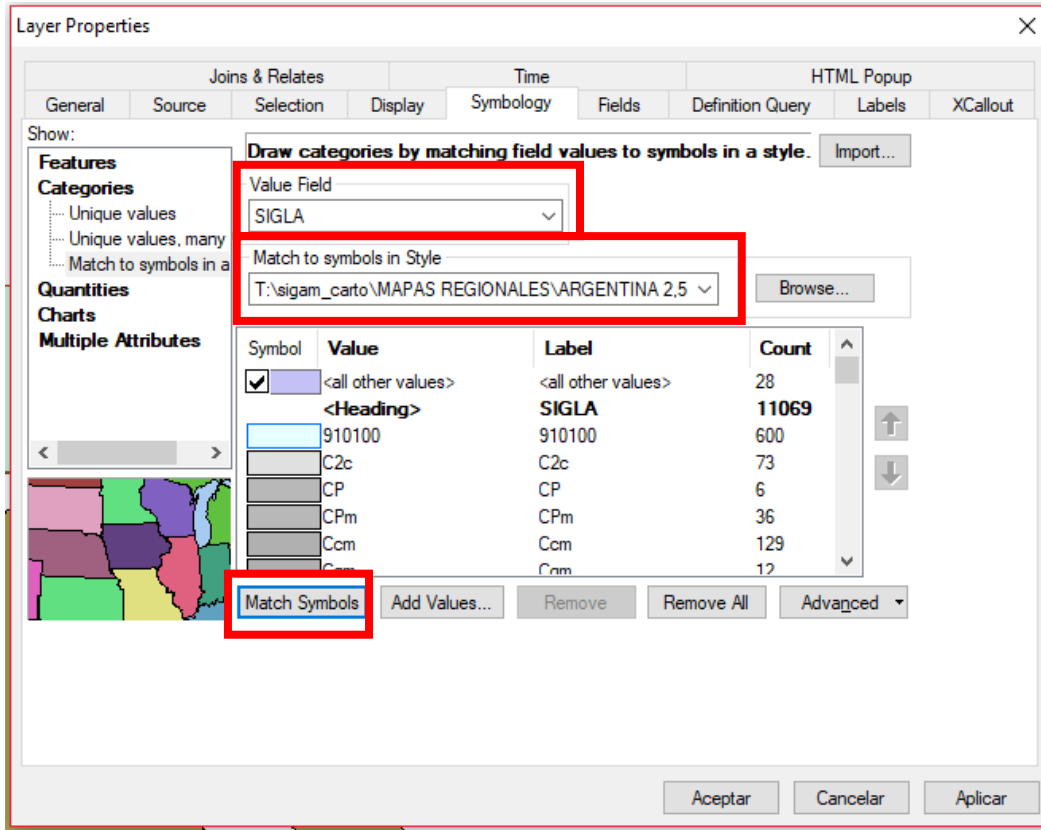 Layer Properties
Joins & Relates Time HTML Popup
General Source Selection Display Symbology Fields Definition Query Labels XCallout
Show:
Features
Categories
Unique values
Unique values, many
Match to symbols in a
Quantities
Charts
Multiple Attributes
Draw categories by matching field values to symbols in a style. Import...
Value Field
SIGLA
Match to symbols in Style
T:\sigam_carto\MAPAS REGIONALES\ARGENTINA 2,5 Browse...
Symbol Value Label Count
<all other values> <all other values> 28
<Heading> SIGLA 11069
910100 910100 600
C2c C2c 73
CP CP 6
CPm CPm 36
Ccm Ccm 129
12
Match Symbols Add Values... Remove Remove All Advanced
Aceptar Cancelar Aplicar